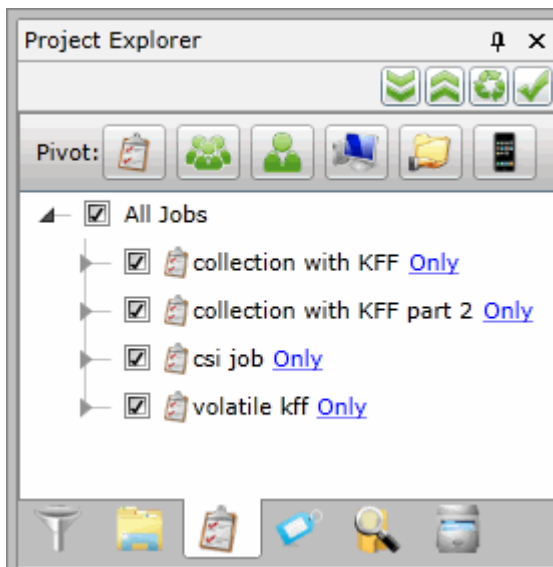 Project Explorer
Pivot:
All Jobs
collection with KFF Only
collection with KFF part 2 Only
csi job Only
volatile kff Only